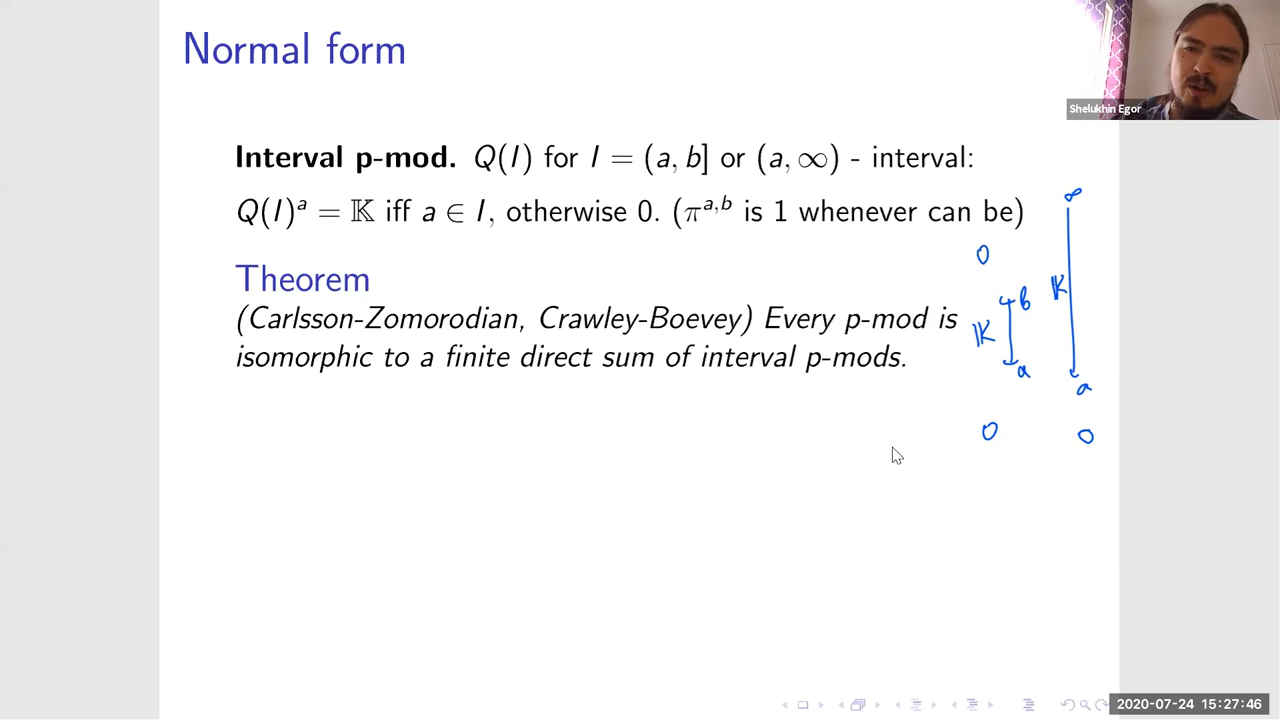 Normal form
Shelukhin Egor
Interval p-mod. Q(I) for I = (a, b] or (a, ∞) - interval:
Q(I)^a = 𝕂 iff a ∈ I, otherwise 0. (π^{a,b} is 1 whenever can be)
Theorem
(Carlsson-Zomorodian, Crawley-Boevey) Every p-mod is
isomorphic to a finite direct sum of interval p-mods.
∞
0
𝕂
b
𝕂
a
a
0
0
2020-07-24 15:27:46